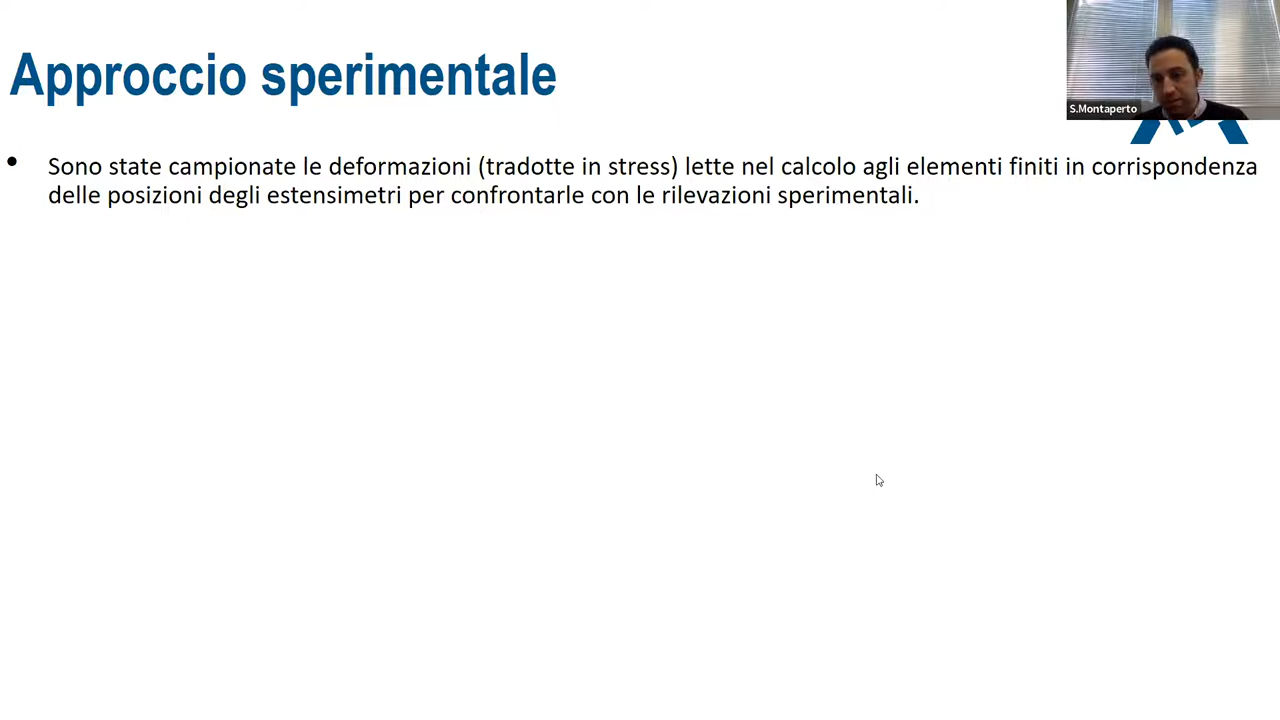 Approccio sperimentale
S.Montaperto
• Sono state campionate le deformazioni (tradotte in stress) lette nel calcolo agli elementi finiti in corrispondenza
delle posizioni degli estensimetri per confrontarle con le rilevazioni sperimentali.